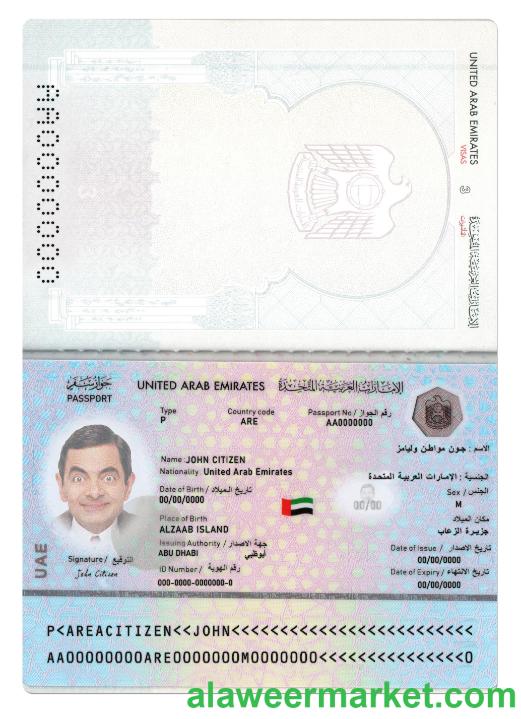 AA0000000
UNITED ARAB EMIRATES
VISAS
3
الإمارات العربية المتحدة
التأشيرات
جواز سفر
PASSPORT
UNITED ARAB EMIRATES الإمارات العربية المتحدة
Type
P
Country code
ARE
Passport No / رقم الجواز
AA0000000
Name: JOHN CITIZEN
الاسم : جون مواطن وليامز
Nationality United Arab Emirates
الجنسية : الإمارات العربية المتحدة
Date of Birth / تاريخ الميلاد
00/00/0000
00/00
Sex / الجنس
M
Place of Birth
مكان الميلاد
ALZAAB ISLAND
جزيرة الزعاب
Issuing Authority / جهة الاصدار
ABU DHABI
أبوظبي
Date of Issue / تاريخ الاصدار
00/00/0000
ID Number / رقم الهوية
000-0000-0000000-0
Date of Expiry / تاريخ الانتهاء
00/00/0000
UAE
Signature / التوقيع
John Citizen
P<AREACITIZEN<<JOHN<<<<<<<<<<<<<<<<<<<<<<<<<
AA00000000ARE0000000M0000000<<<<<<<<<<<<<<<0
alaweermarket.com